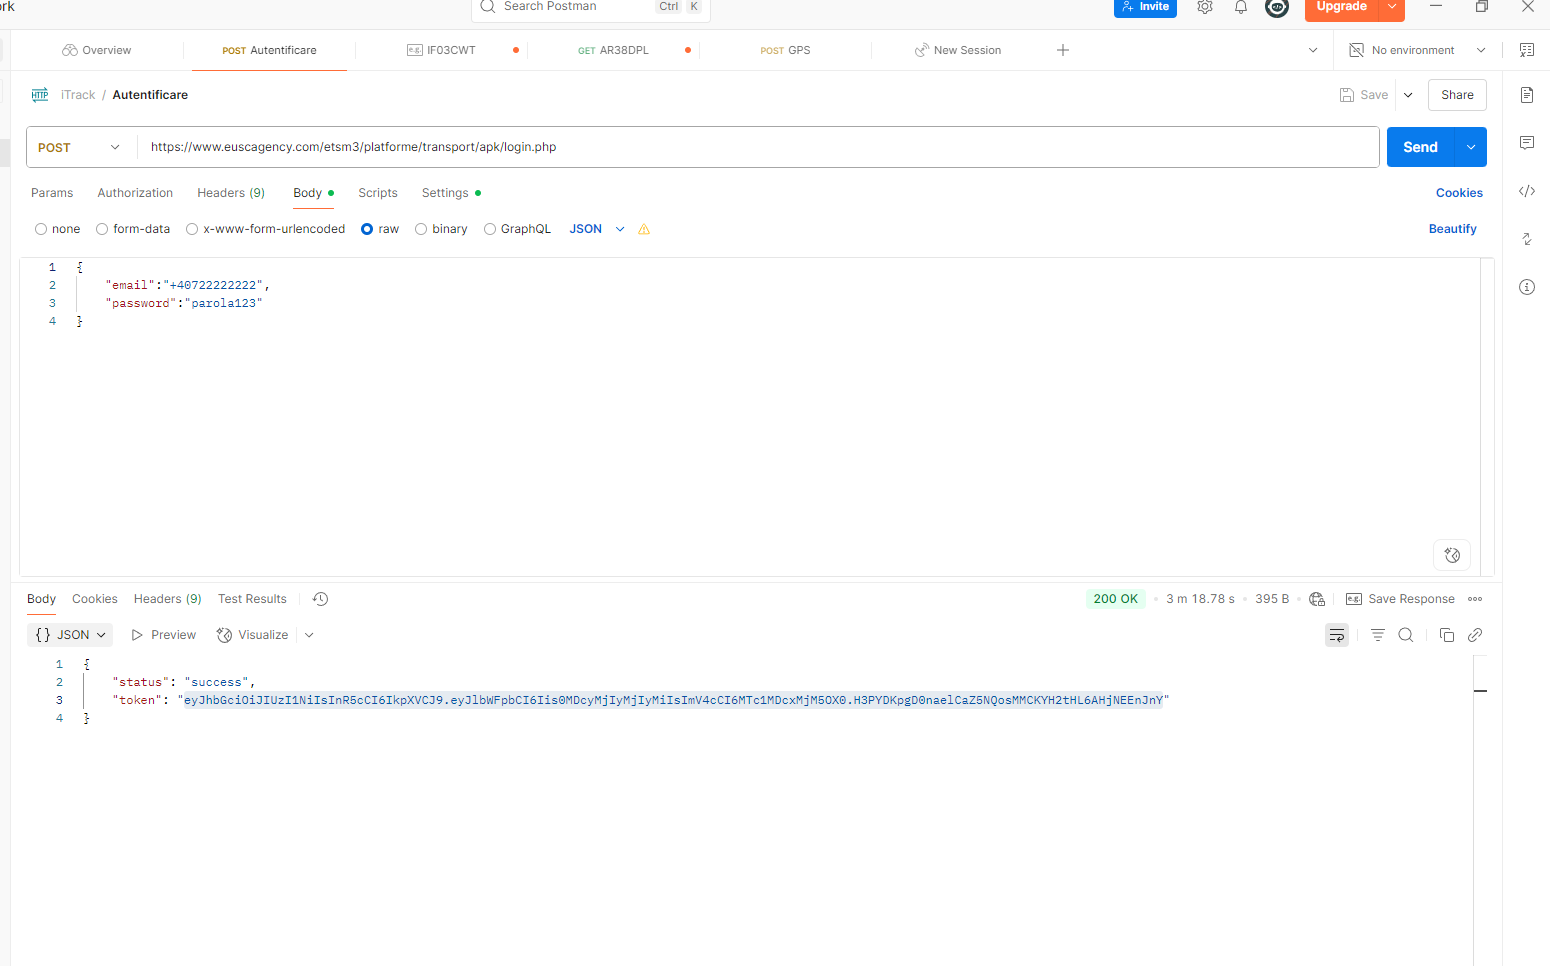 rk
Search Postman Ctrl K
Invite
Upgrade
Overview
POST Autentificare
e.g. IF03CWT
GET AR38DPL
POST GPS
New Session
No environment
HTTP iTrack / Autentificare
Save
Share
POST https://www.euscagency.com/etsm3/platforme/transport/apk/login.php
Send
Params Authorization Headers (9) Body Scripts Settings
Cookies
none form-data x-www-form-urlencoded raw binary GraphQL JSON
Beautify
1 {
2 "email":"+40722222222",
3 "password":"parola123"
4 }
Body Cookies Headers (9) Test Results
200 OK 3 m 18.78 s 395 B e.g. Save Response
{} JSON Preview Visualize
1 {
2 "status": "success",
3 "token": "eyJhbGciOiJIUzI1NiIsInR5cCI6IkpXVCJ9.eyJlbWFpbCI6Iis0MDcyMjIyMjIyMiIsImV4cCI6MTc1MDcxMjM5OX0.H3PYDKpgD0naelCaZ5NQosMMCKYH2tHL6AHjNEEnJnY"
4 }